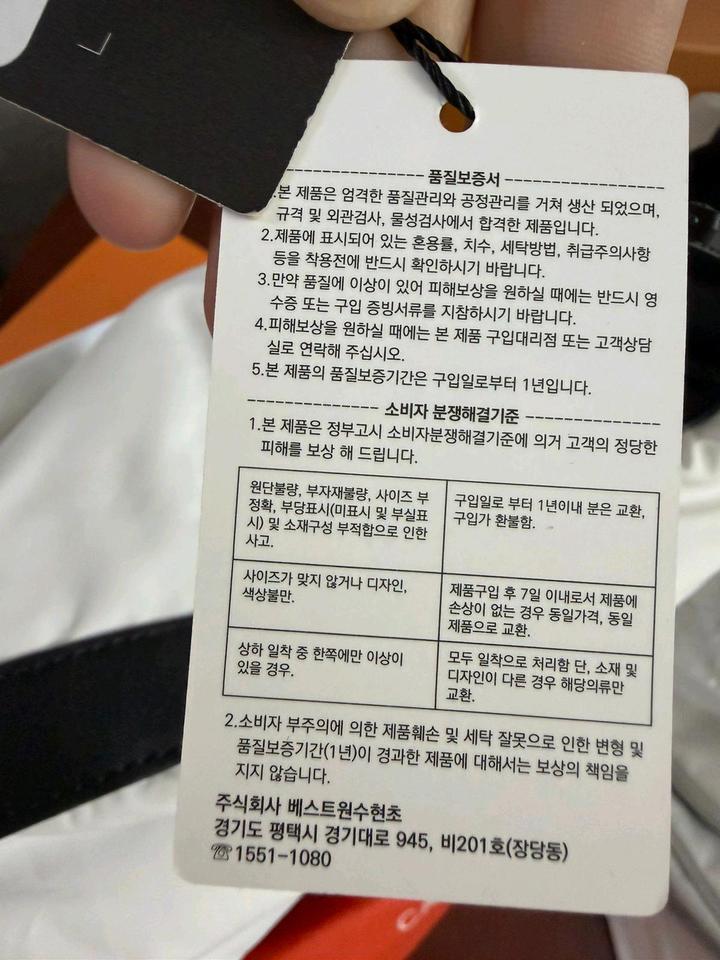 L
품질보증서
1.본 제품은 엄격한 품질관리와 공정관리를 거쳐 생산 되었으며,
규격 및 외관검사, 물성검사에서 합격한 제품입니다.
2.제품에 표시되어 있는 혼용률, 치수, 세탁방법, 취급주의사항
등을 착용전에 반드시 확인하시기 바랍니다.
3.만약 품질에 이상이 있어 피해보상을 원하실 때에는 반드시 영
수증 또는 구입 증빙서류를 지참하시기 바랍니다.
4.피해보상을 원하실 때에는 본 제품 구입대리점 또는 고객상담
실로 연락해 주십시오.
5.본 제품의 품질보증기간은 구입일로부터 1년입니다.
소비자 분쟁해결기준
1.본 제품은 정부고시 소비자분쟁해결기준에 의거 고객의 정당한
피해를 보상 해 드립니다.
원단불량, 부자재불량, 사이즈 부
정확, 부당표시(미표시 및 부실표
시) 및 소재구성 부적합으로 인한
사고.
구입일로 부터 1년이내 분은 교환,
구입가 환불함.
사이즈가 맞지 않거나 디자인,
색상불만.
제품구입 후 7일 이내로서 제품에
손상이 없는 경우 동일가격, 동일
제품으로 교환.
상하 일착 중 한쪽에만 이상이
있을 경우.
모두 일착으로 처리함 단, 소재 및
디자인이 다른 경우 해당의류만
교환.
2.소비자 부주의에 의한 제품훼손 및 세탁 잘못으로 인한 변형 및
품질보증기간(1년)이 경과한 제품에 대해서는 보상의 책임을
지지 않습니다.
주식회사 베스트원수현초
경기도 평택시 경기대로 945, 비201호(장당동)
☏1551-1080